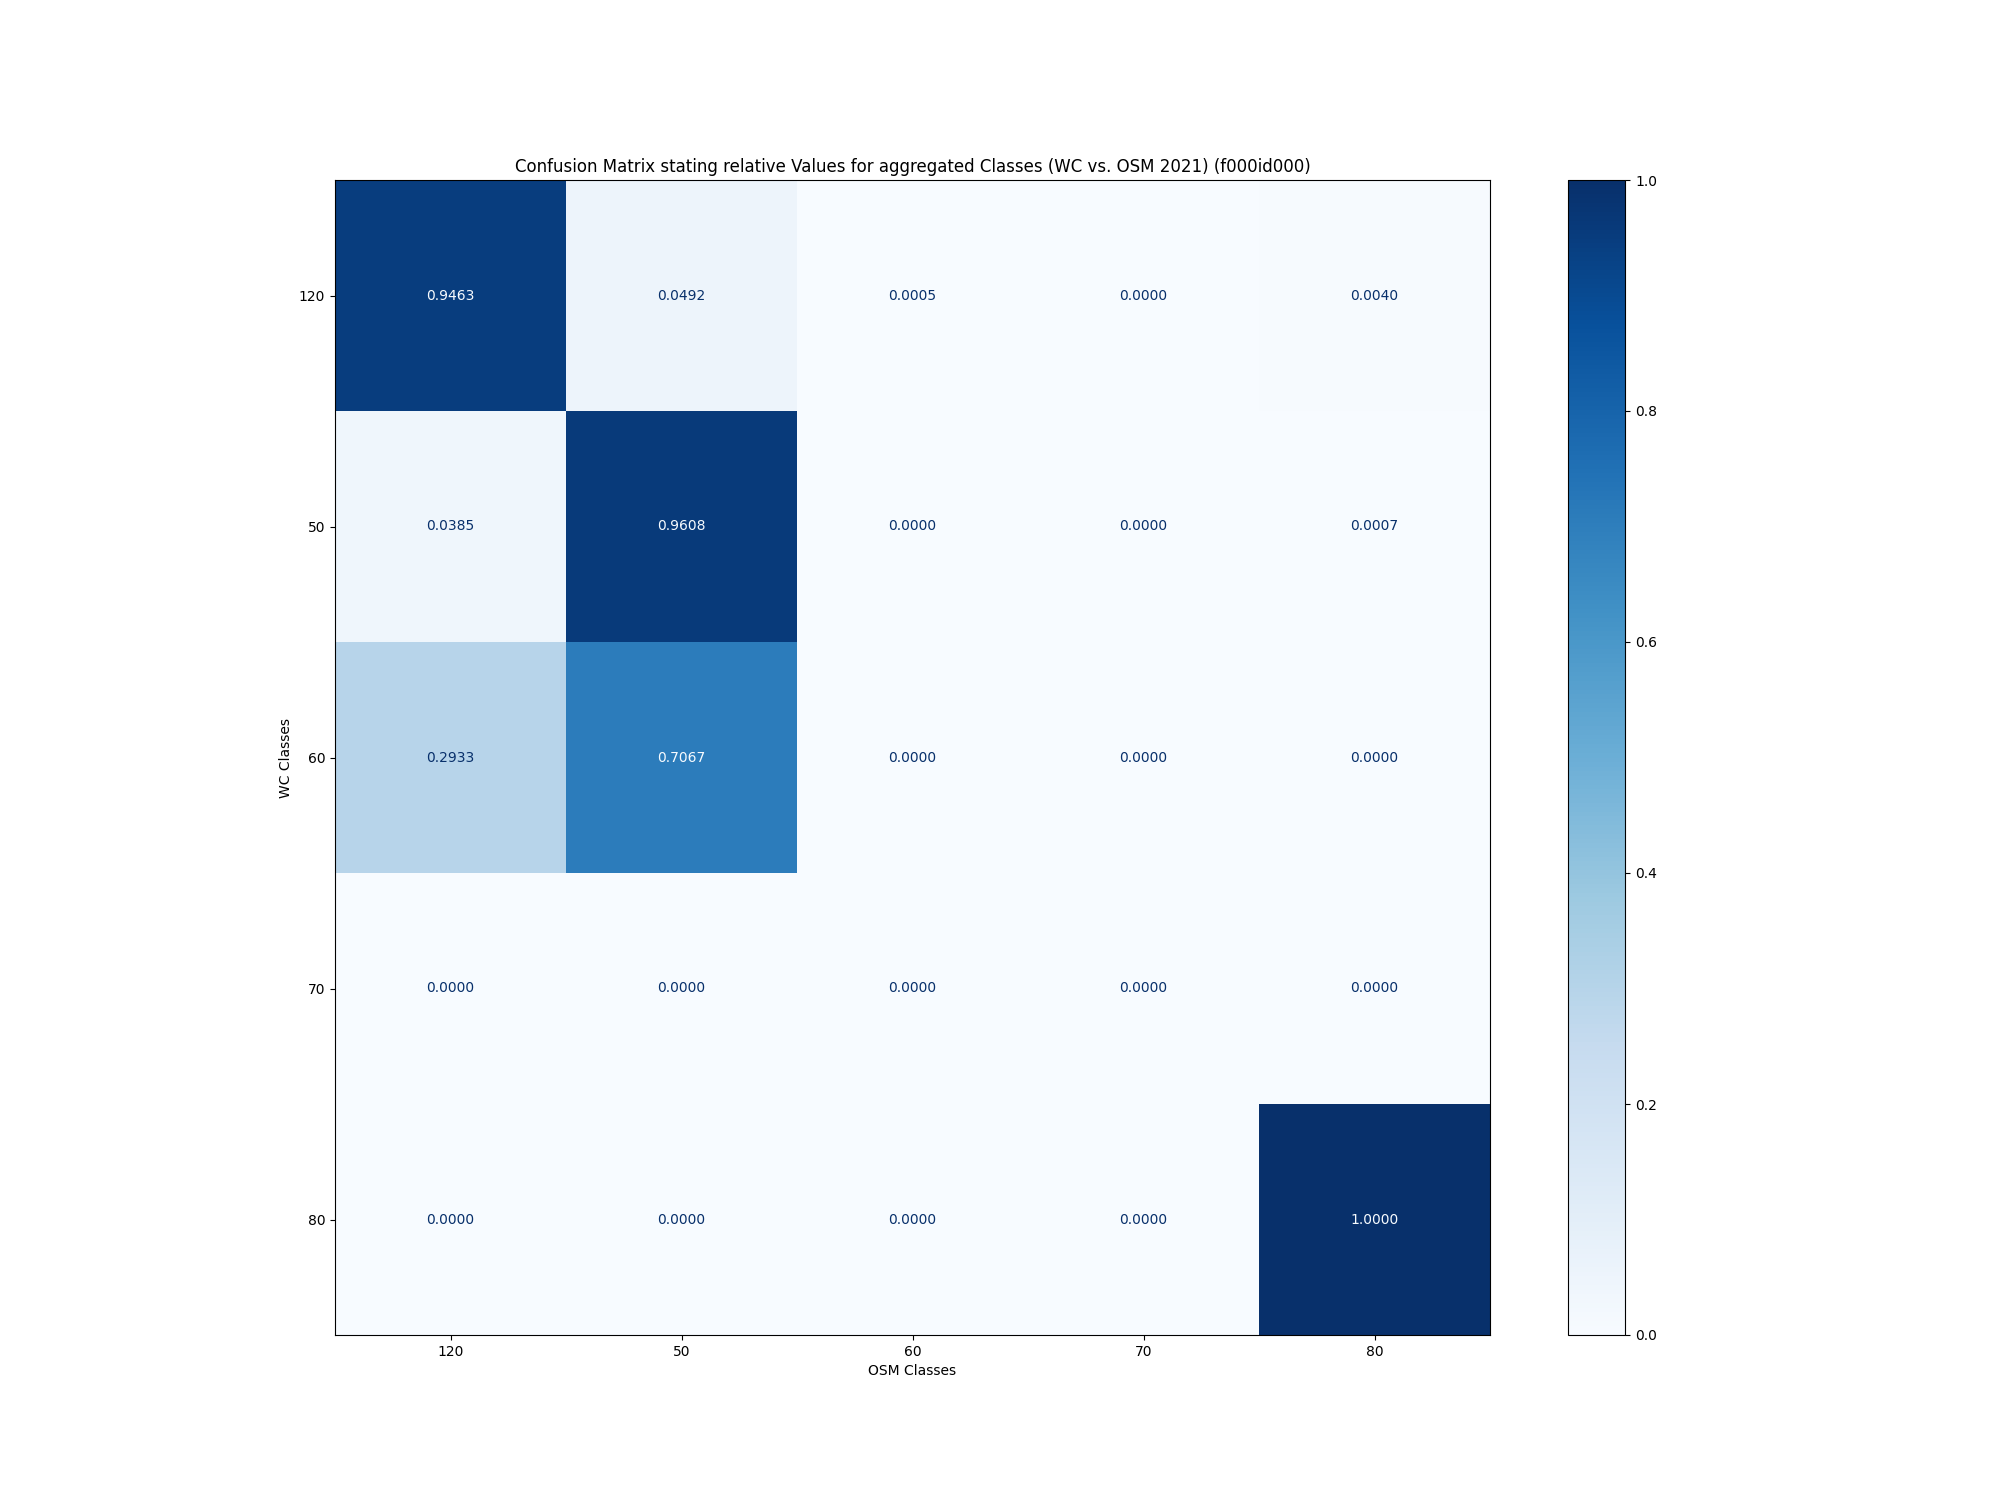 Confusion Matrix stating relative Values for aggregated Classes (WC vs. OSM 2021) (f000id000)
1.0
120 0.9463 0.0492 0.0005 0.0000 0.0040
0.8
50 0.0385 0.9608 0.0000 0.0000 0.0007
0.6
WC Classes
60 0.2933 0.7067 0.0000 0.0000 0.0000
0.4
70 0.0000 0.0000 0.0000 0.0000 0.0000
0.2
80 0.0000 0.0000 0.0000 0.0000 1.0000
0.0
120 50 60 70 80
OSM Classes